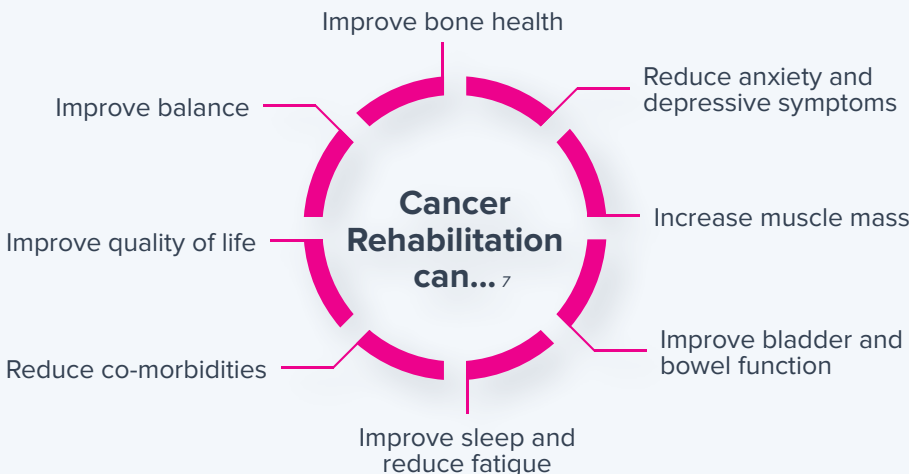 Improve bone health
Reduce anxiety and
depressive symptoms
Improve balance
Cancer
Rehabilitation
can... 7
Increase muscle mass
Improve quality of life
Improve bladder and
bowel function
Reduce co-morbidities
Improve sleep and
reduce fatigue